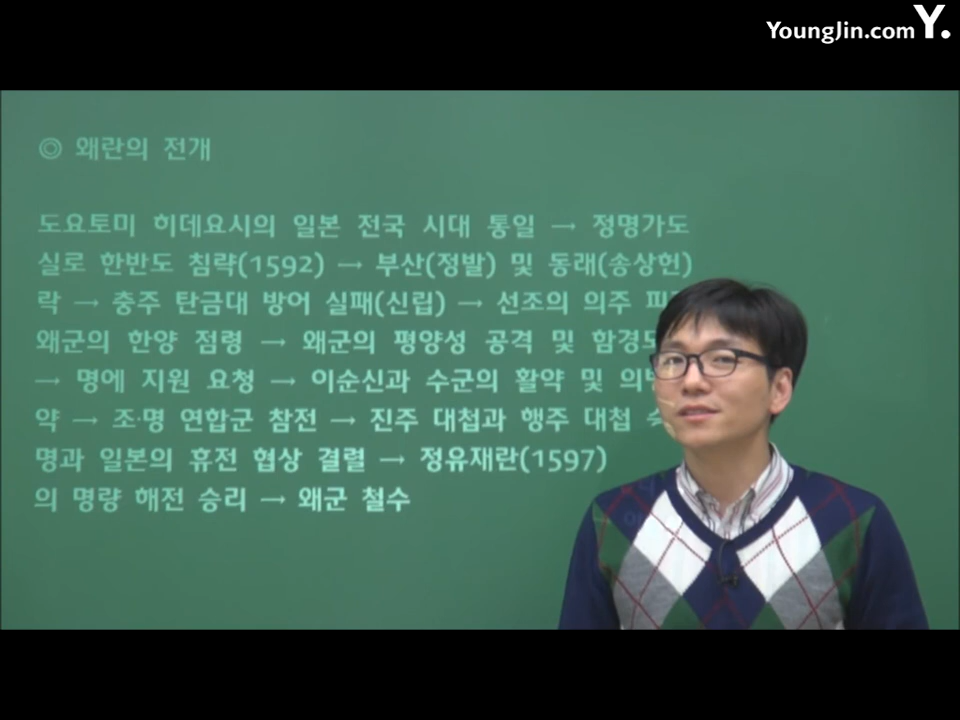 YoungJin.com Y.
◎ 왜란의 전개
도요토미 히데요시의 일본 전국 시대 통일 → 정명가도
실로 한반도 침략(1592) → 부산(정발) 및 동래(송상현)
락 → 충주 탄금대 방어 실패(신립) → 선조의 의주
왜군의 한양 점령 → 왜군의 평양성 공격 및
→ 명에 지원 요청 → 이순신과 수군의 활약 및
약 → 조·명 연합군 참전 → 진주 대첩과 행주 대첩
명과 일본의 휴전 협상 결렬 → 정유재란(1597)
의 명량 해전 승리 → 왜군 철수